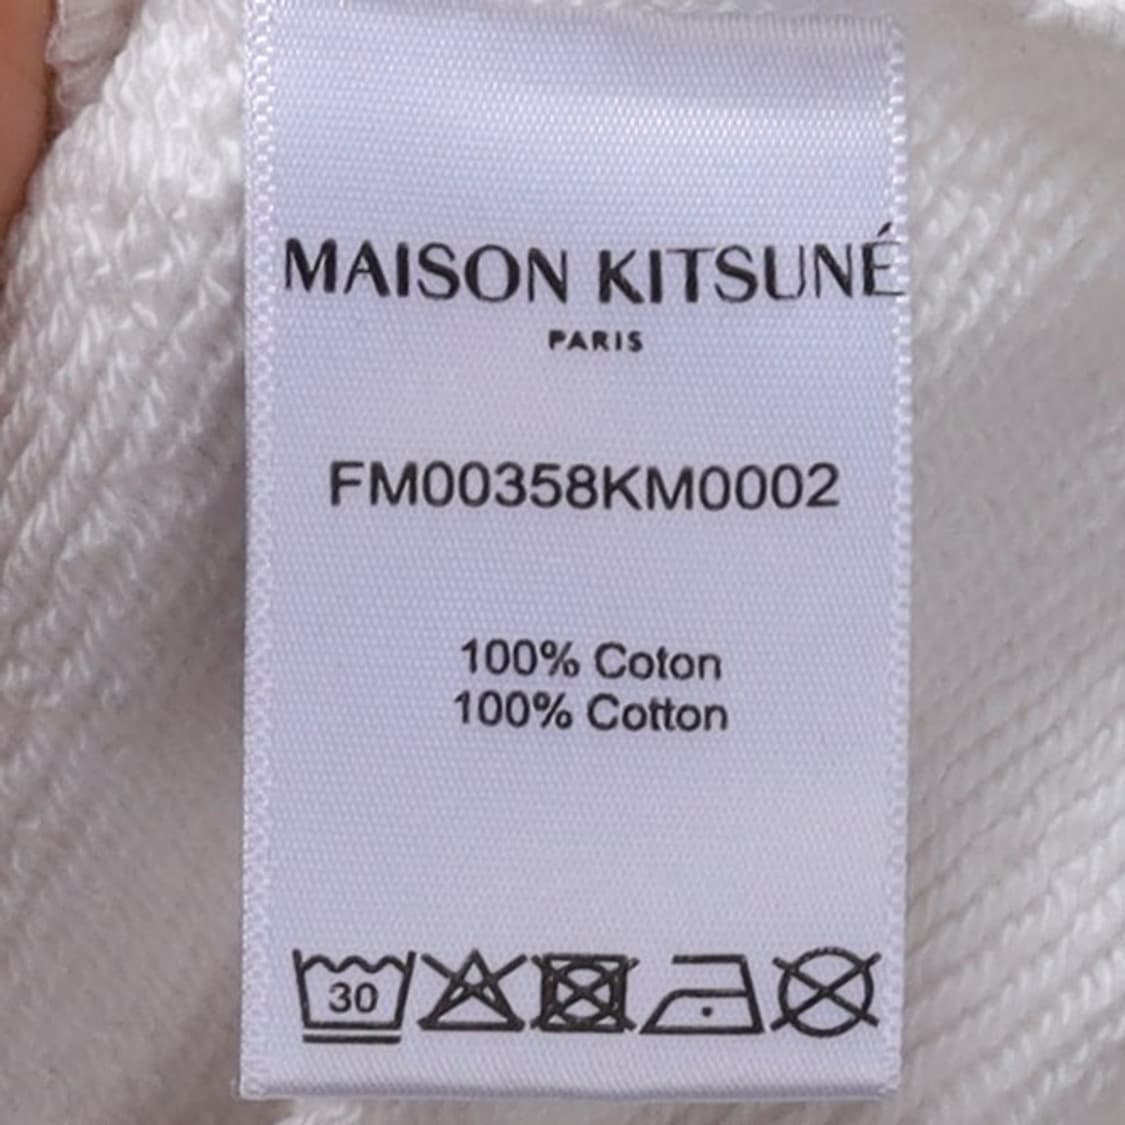 MAISON KITSUNÉ
PARIS
FM00358KM0002
100% Coton
100% Cotton
30